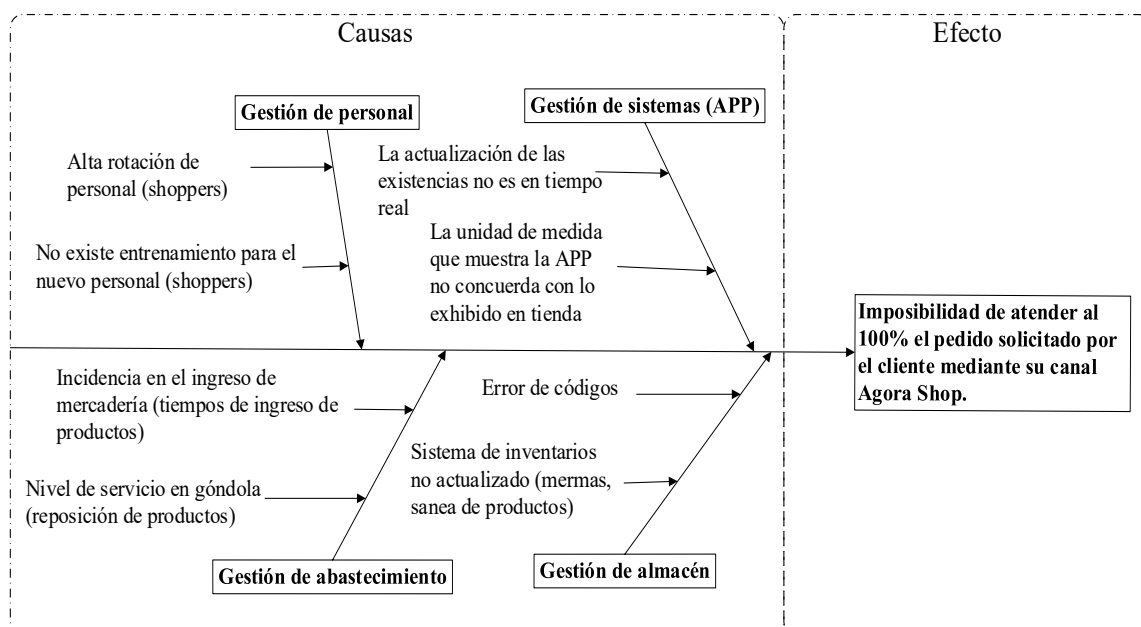 Causas
Efecto
Gestión de personal
Gestión de sistemas (APP)
Alta rotación de
personal (shoppers)
La actualización de las
existencias no es en tiempo
real
No existe entrenamiento para el
nuevo personal (shoppers)
La unidad de medida
que muestra la APP
no concuerda con lo
exhibido en tienda
Imposibilidad de atender al
100% el pedido solicitado por
el cliente mediante su canal
Agora Shop.
Incidencia en el ingreso de
mercadería (tiempos de ingreso de
productos)
Error de códigos
Nivel de servicio en góndola
(reposición de productos)
Sistema de inventarios
no actualizado (mermas,
sanea de productos)
Gestión de abastecimiento
Gestión de almacén